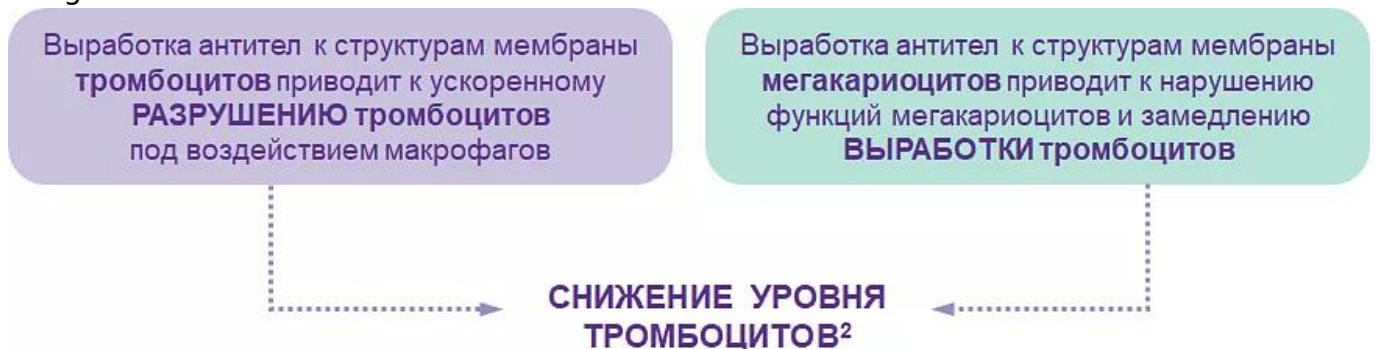 Выработка антител к структурам мембраны
тромбоцитов приводит к ускоренному
РАЗРУШЕНИЮ тромбоцитов
под воздействием макрофагов
Выработка антител к структурам мембраны
мегакариоцитов приводит к нарушению
функций мегакариоцитов и замедлению
ВЫРАБОТКИ тромбоцитов
СНИЖЕНИЕ УРОВНЯ
ТРОМБОЦИТОВ²